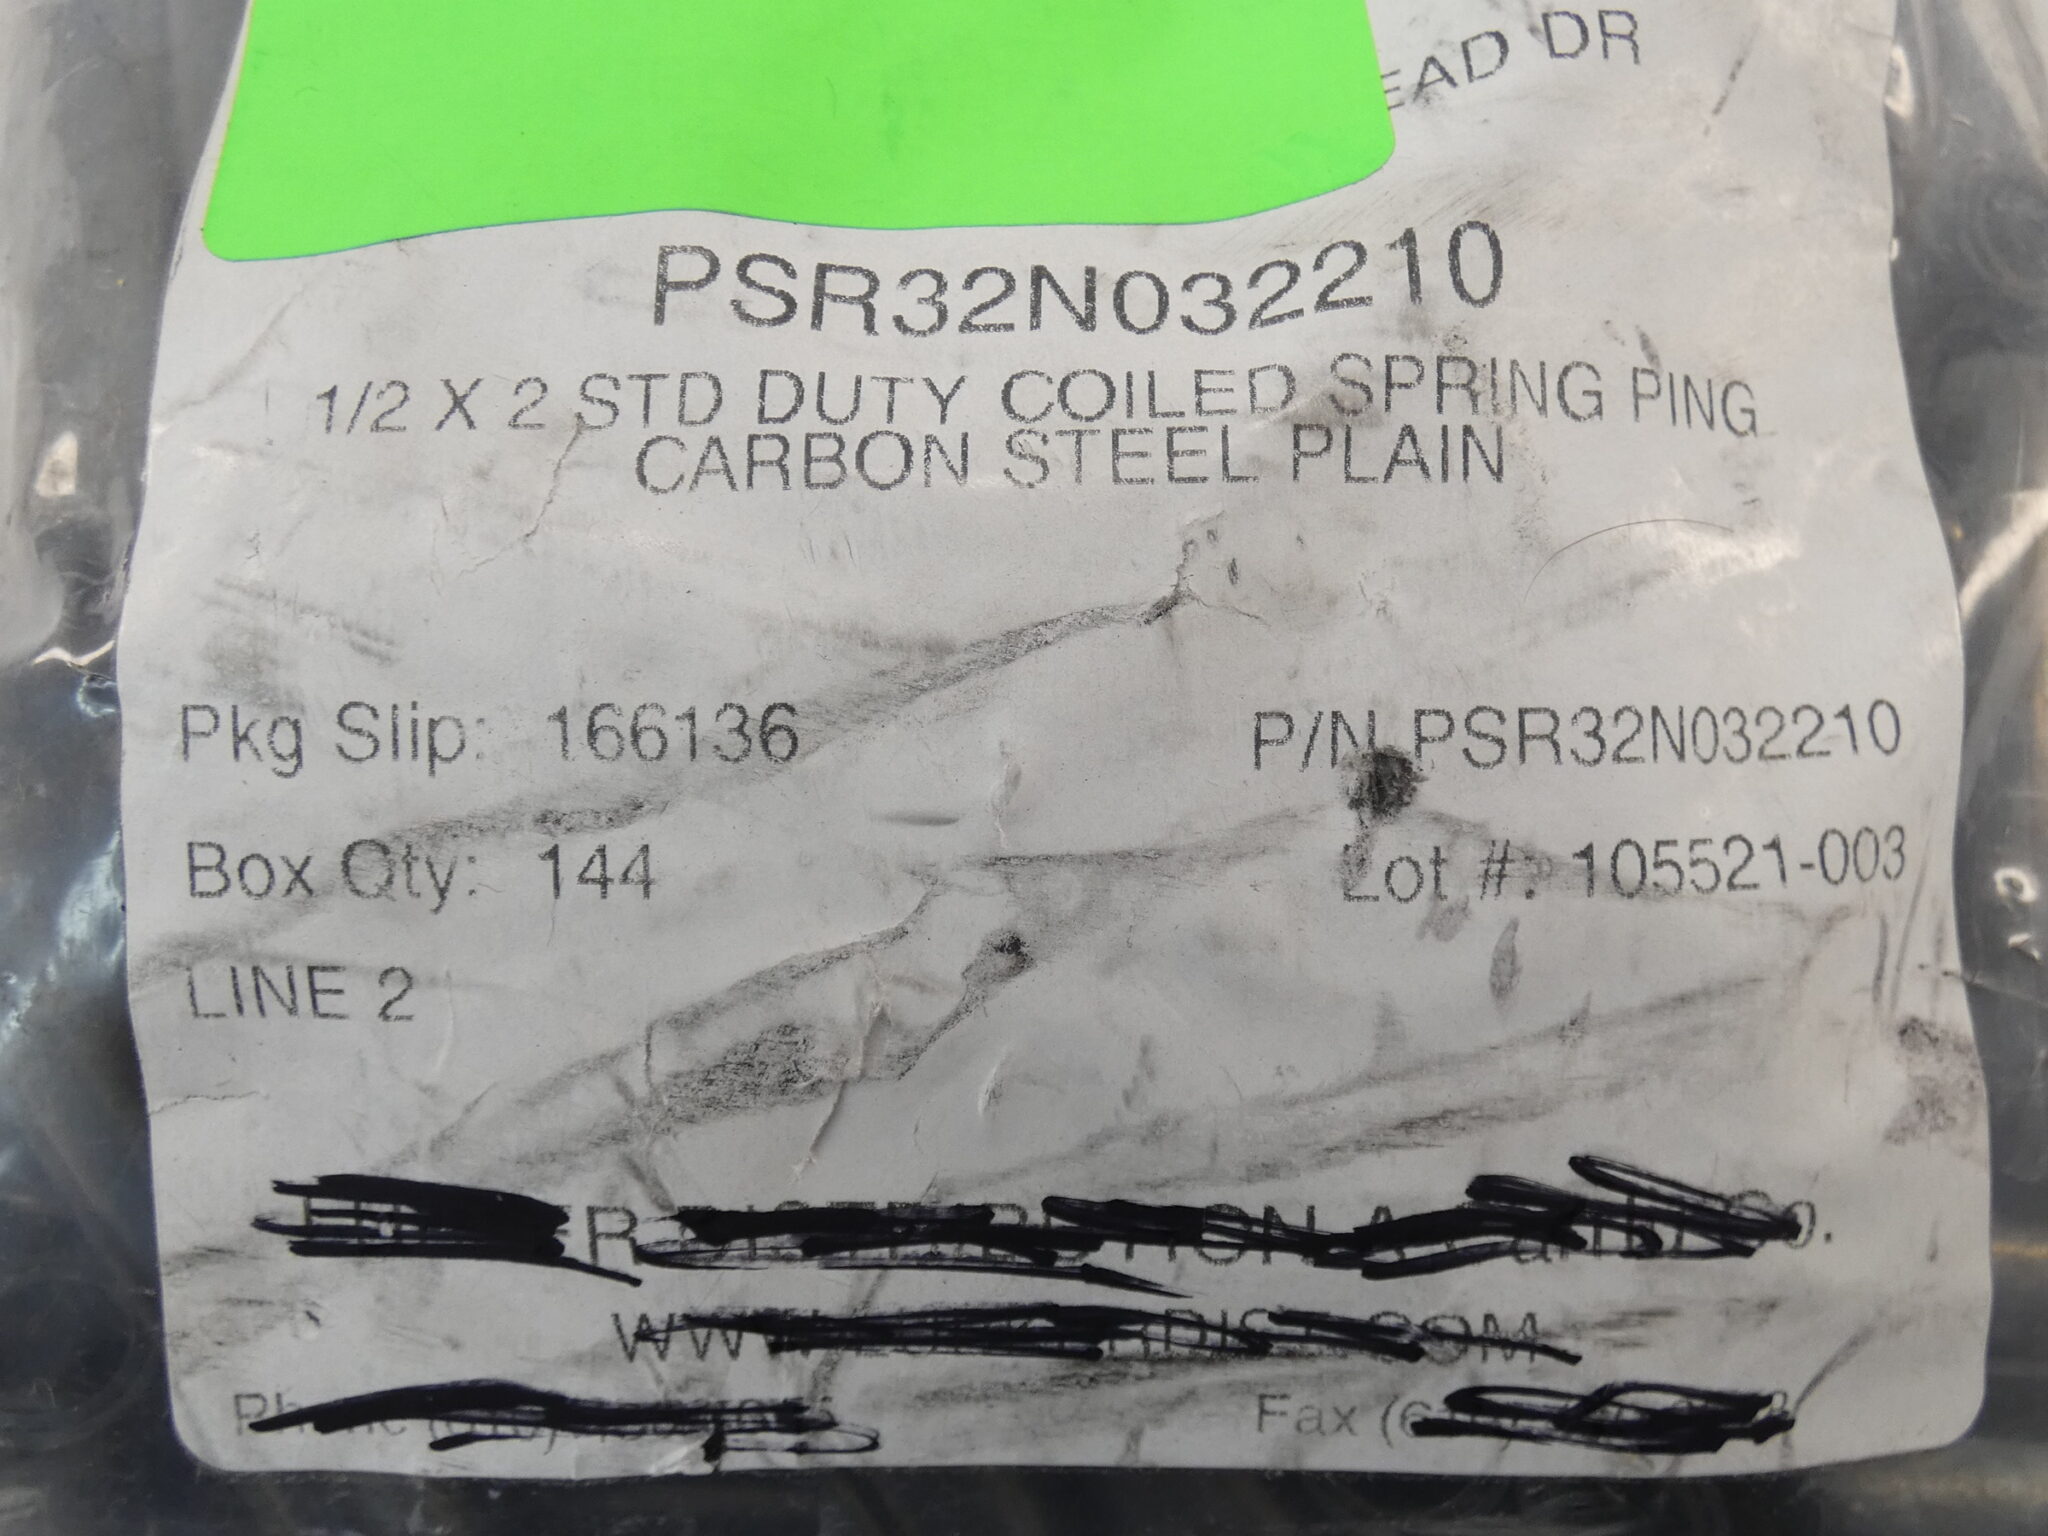 EAD DR
PSR32N032210
1/2 X 2 STD DUTY COILED SPRING PING
CARBON STEEL PLAIN
Pkg Slip: 166136 P/N PSR32N032210
Box Qty: 144 Lot #: 105521-003
LINE 2
Fax